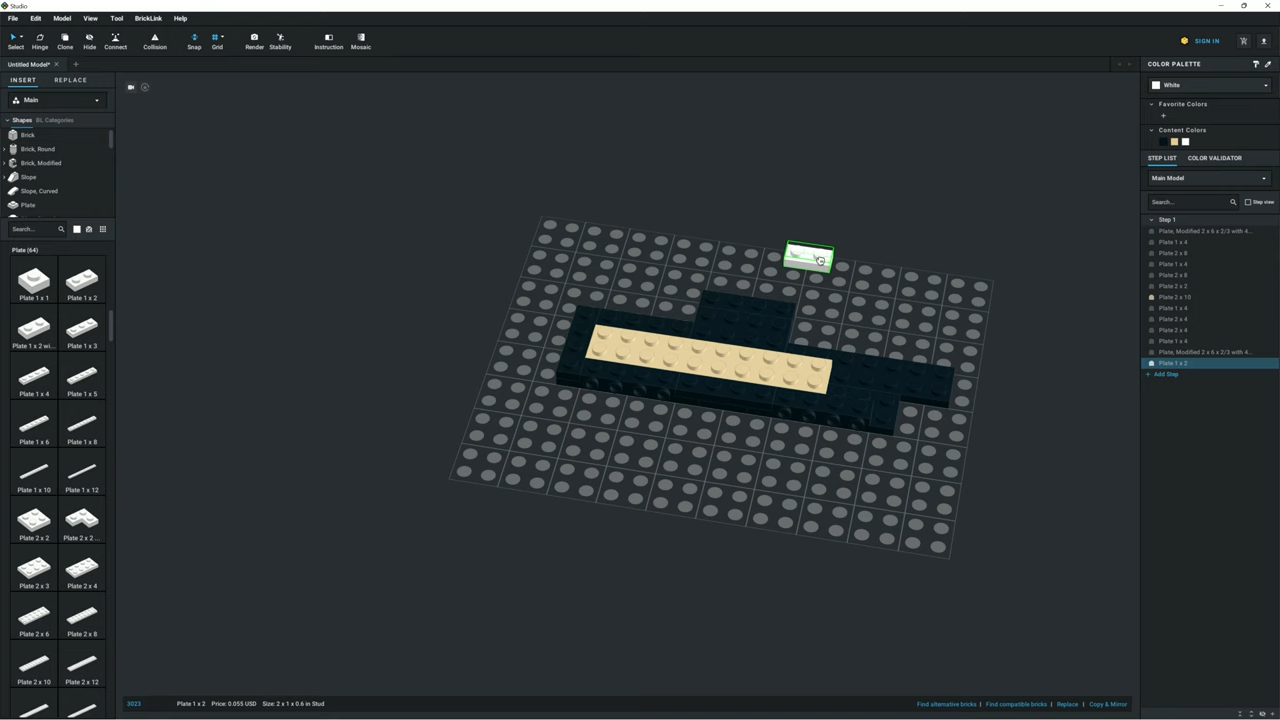 Studio
File Edit Model View Tool BrickLink Help
Select Hinge Clone Hide Connect Collision Snap Grid Render Stability Instruction Mosaic SIGN IN
Untitled Model* COLOR PALETTE
INSERT REPLACE
White
Main
Favorite Colors
Shapes BL Categories
Content Colors
Brick
Brick, Round
Brick, Modified
Slope
Slope, Curved
Plate
STEP LIST COLOR VALIDATOR
Main Model
Search... Step view
Search...
Step 1
Plate, Modified 2 x 6 x 2/3 with 4...
Plate 1 x 4
Plate 2 x 8
Plate 1 x 4
Plate 2 x 8
Plate 2 x 2
Plate 2 x 10
Plate 1 x 4
Plate 2 x 4
Plate 2 x 4
Plate 1 x 4
Plate, Modified 2 x 6 x 2/3 with 4...
Plate 1 x 2
+ Add Step
Plate (64)
Plate 1 x 1 Plate 1 x 2
Plate 1 x 2 wi... Plate 1 x 3
Plate 1 x 4 Plate 1 x 5
Plate 1 x 6 Plate 1 x 8
Plate 1 x 10 Plate 1 x 12
Plate 2 x 2 Plate 2 x 2 ...
Plate 2 x 3 Plate 2 x 4
Plate 2 x 6 Plate 2 x 8
Plate 2 x 10 Plate 2 x 12
3023 Plate 1 x 2 Price: 0.055 USD Size: 2 x 1 x 0.6 in Stud Find alternative bricks Find compatible bricks Replace Copy & Mirror